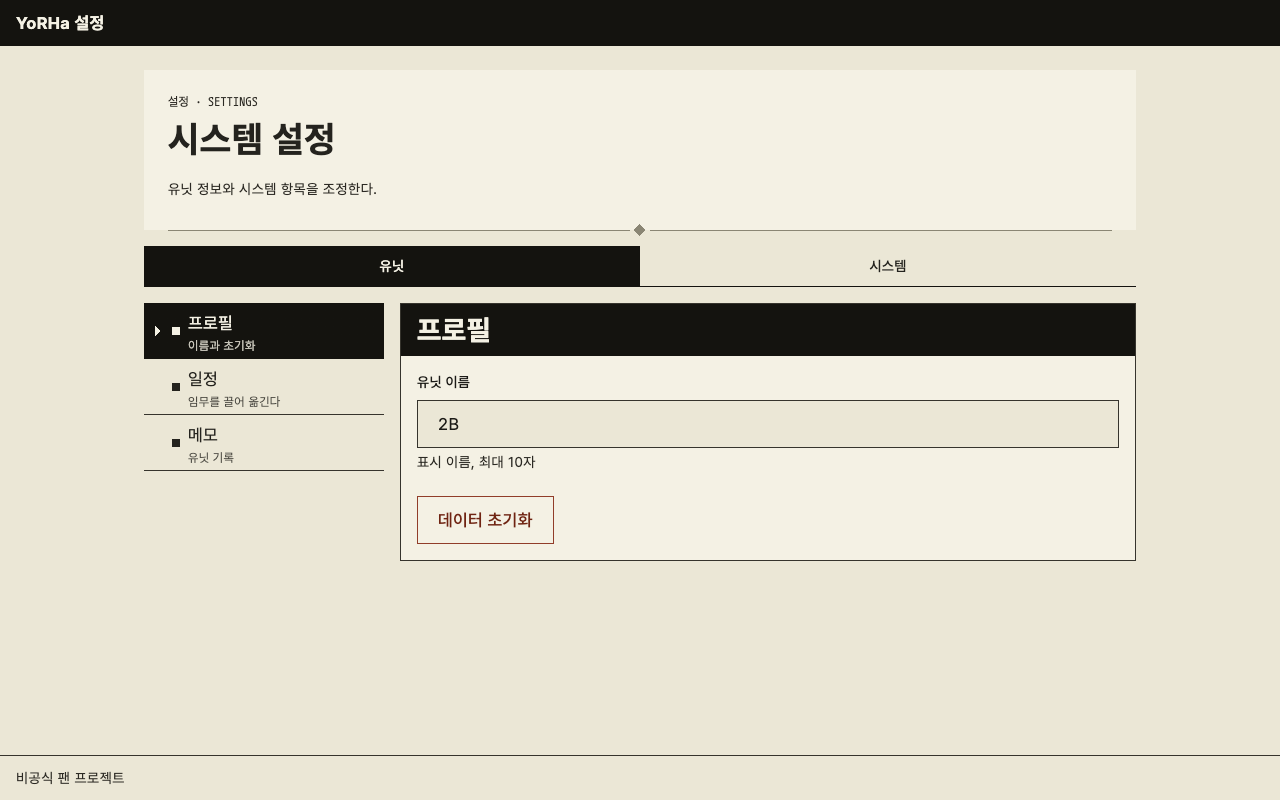 YoRHa 설정
설정 · SETTINGS
시스템 설정
유닛 정보와 시스템 항목을 조정한다.
유닛
시스템
프로필
이름과 초기화
일정
임무를 끌어 옮긴다
메모
유닛 기록
프로필
유닛 이름
2B
표시 이름, 최대 10자
데이터 초기화
비공식 팬 프로젝트